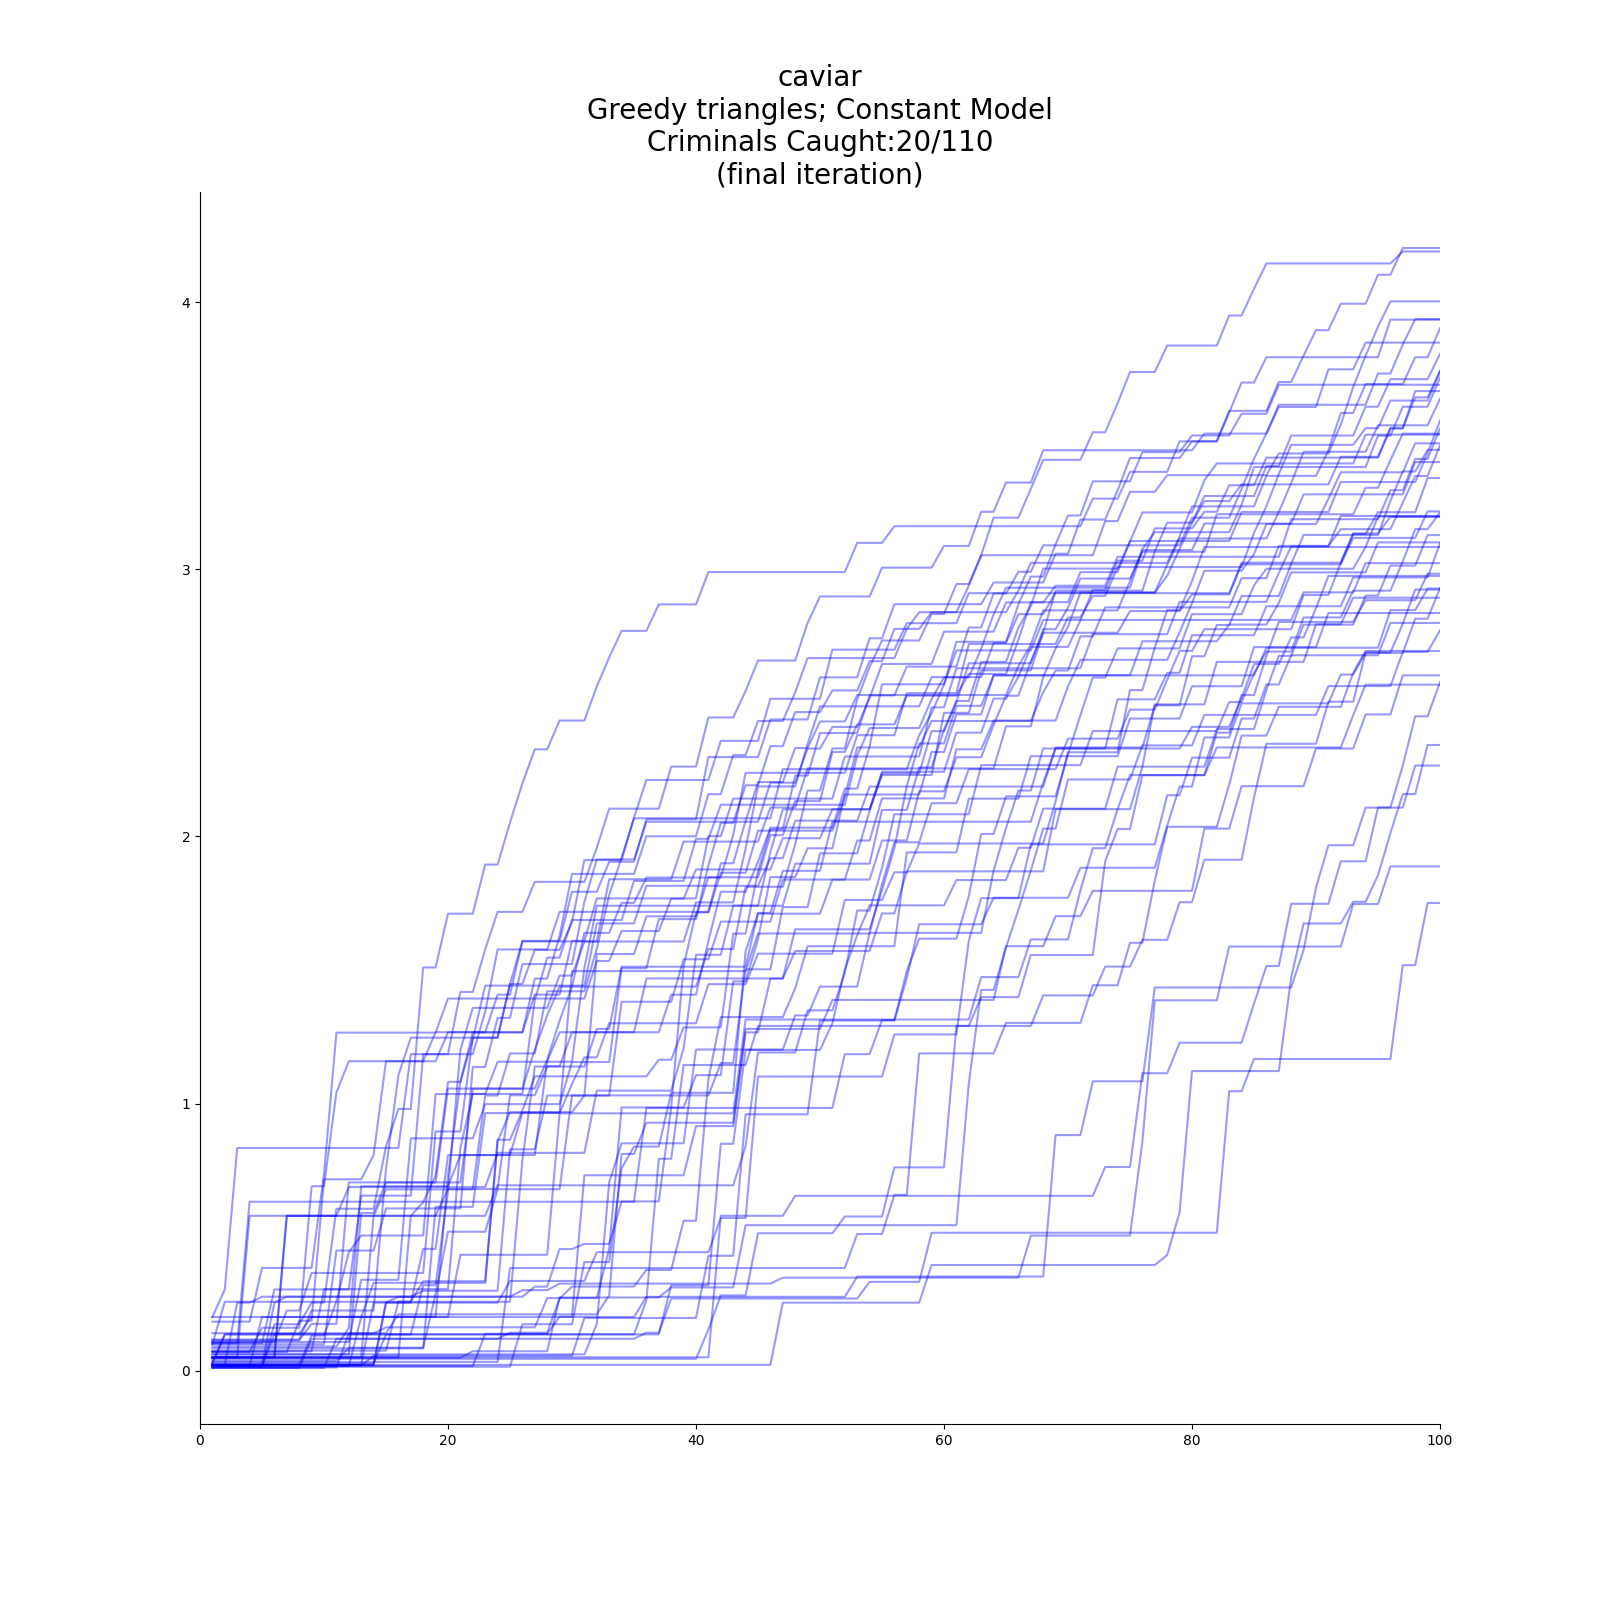 caviar
Greedy triangles; Constant Model
Criminals Caught:20/110
(final iteration)
4
3
2
1
0
0 20 40 60 80 100